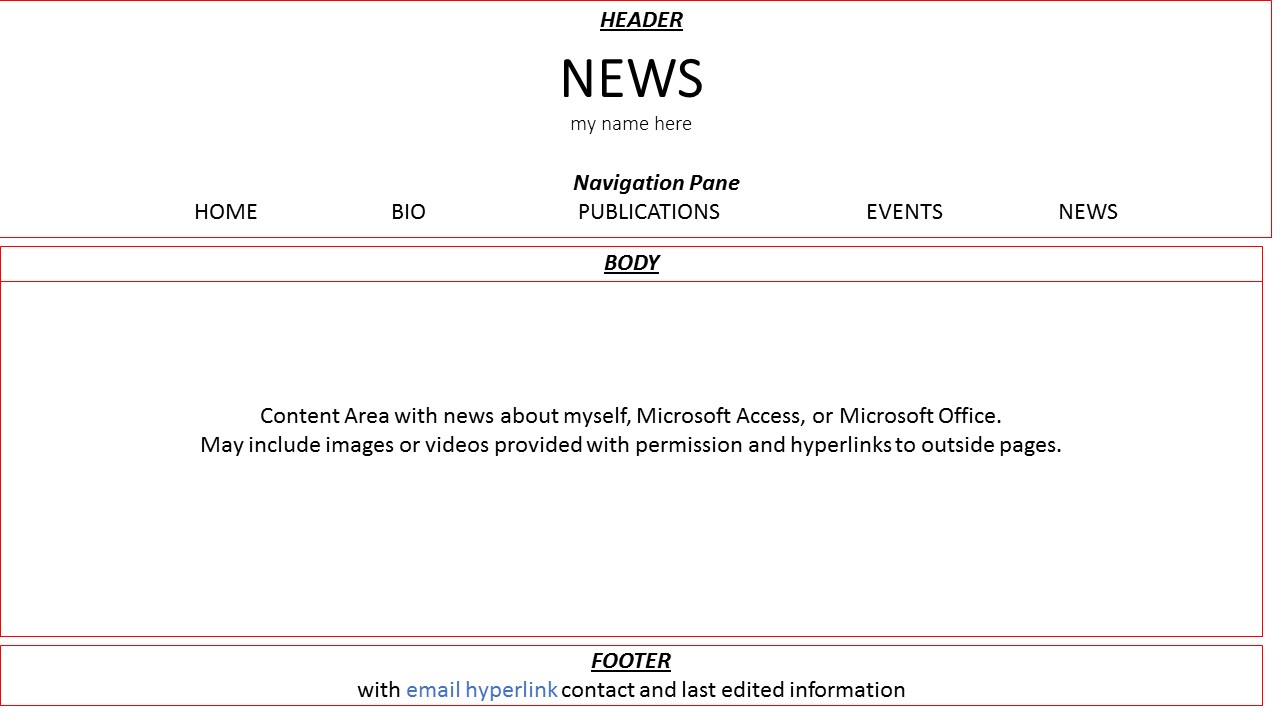 HEADER
NEWS
my name here
Navigation Pane
HOME BIO PUBLICATIONS EVENTS NEWS
BODY
Content Area with news about myself, Microsoft Access, or Microsoft Office.
May include images or videos provided with permission and hyperlinks to outside pages.
FOOTER
with email hyperlink contact and last edited information